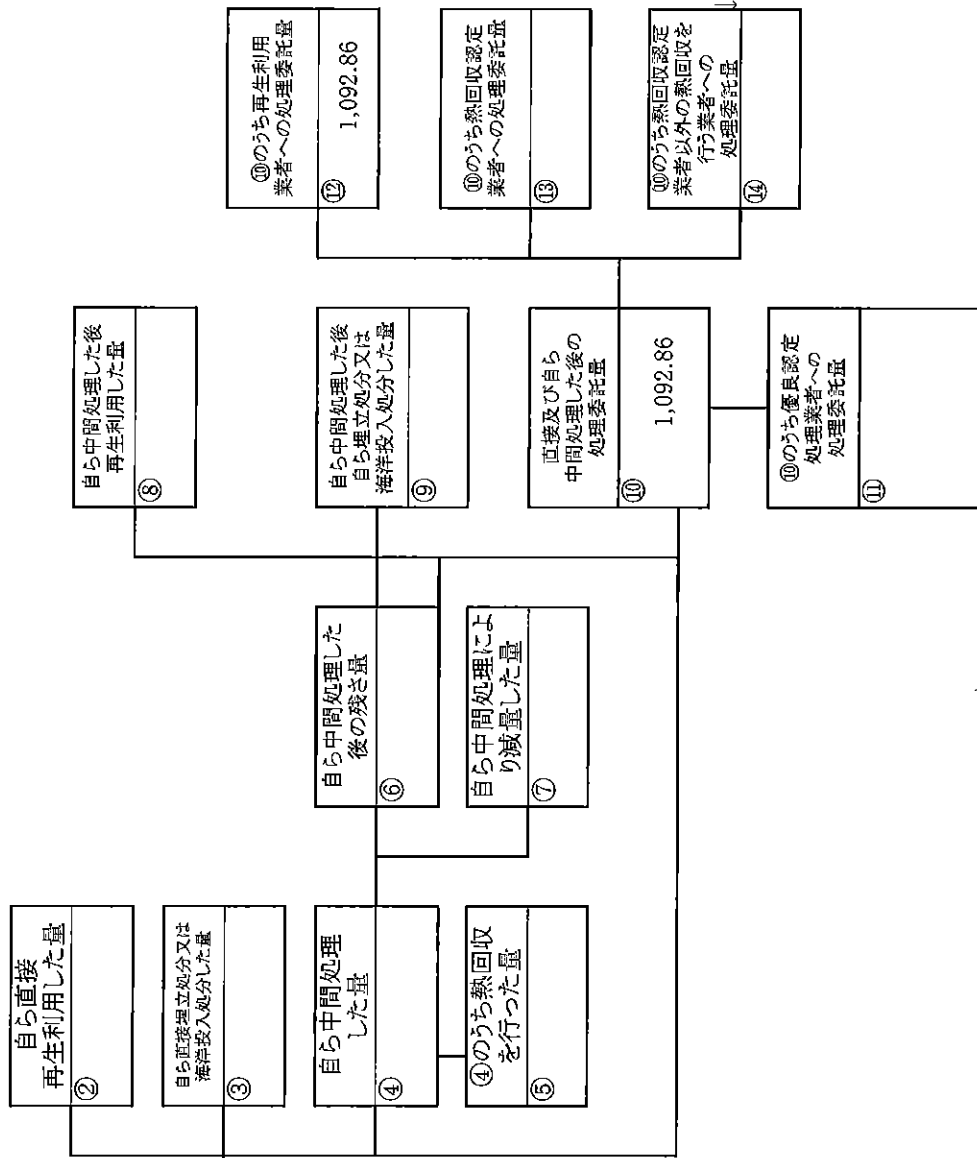 自ら直接
再生利用した量
②
自ら直接埋立処分又は
海洋投入処分した量
③
自ら中間処理
した量
④
④のうち熱回収
を行った量
⑤
自ら中間処理した
後の残さ量
⑥
自ら中間処理によ
り減量した量
⑦
自ら中間処理した後
再生利用した量
⑧
自ら中間処理した後
自ら埋立処分又は
海洋投入処分した量
⑨
直接及び自ら
中間処理した後の
処理委託量
⑩
1,092.86
⑩のうち優良認定
処理業者への
処理委託量
⑪
⑩のうち再生利用
業者への処理委託量
⑫
1,092.86
⑩のうち熱回収認定
業者への処理委託量
⑬
⑩のうち熱回収認定
業者以外の熱回収を
行う業者への
処理委託量
⑭